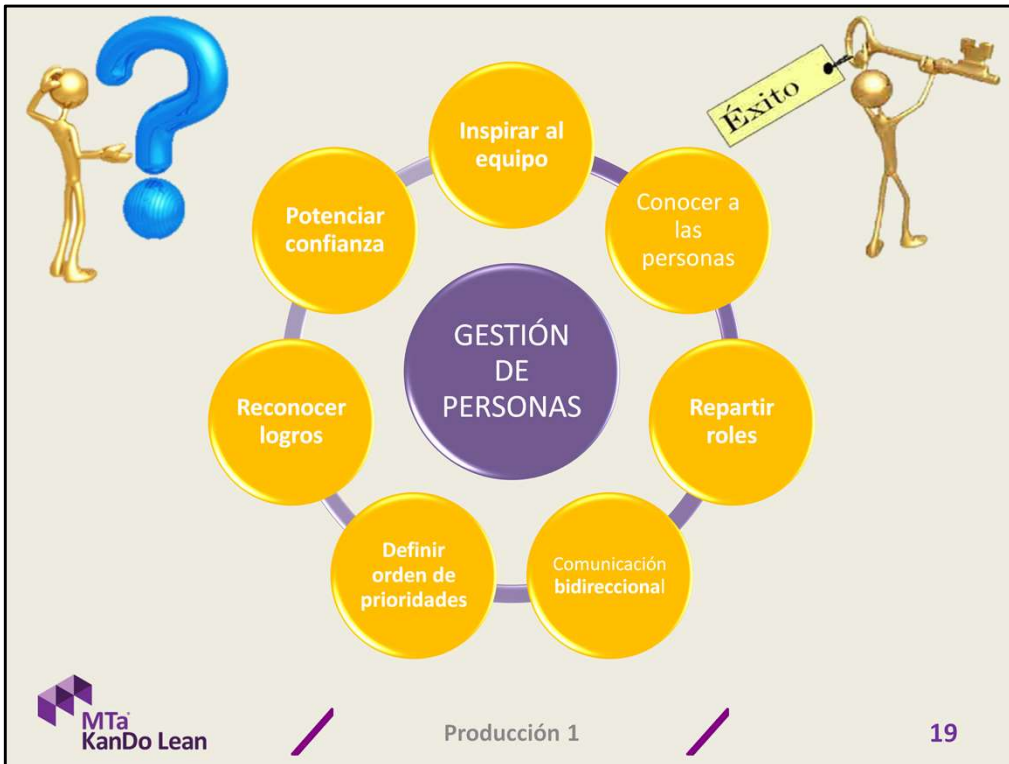 Éxito
Inspirar al
equipo
Conocer a
las
personas
Repartir
roles
Comunicación
bidireccional
Definir
orden de
prioridades
Reconocer
logros
Potenciar
confianza
GESTIÓN
DE
PERSONAS
MTa
KanDo Lean
Producción 1
19